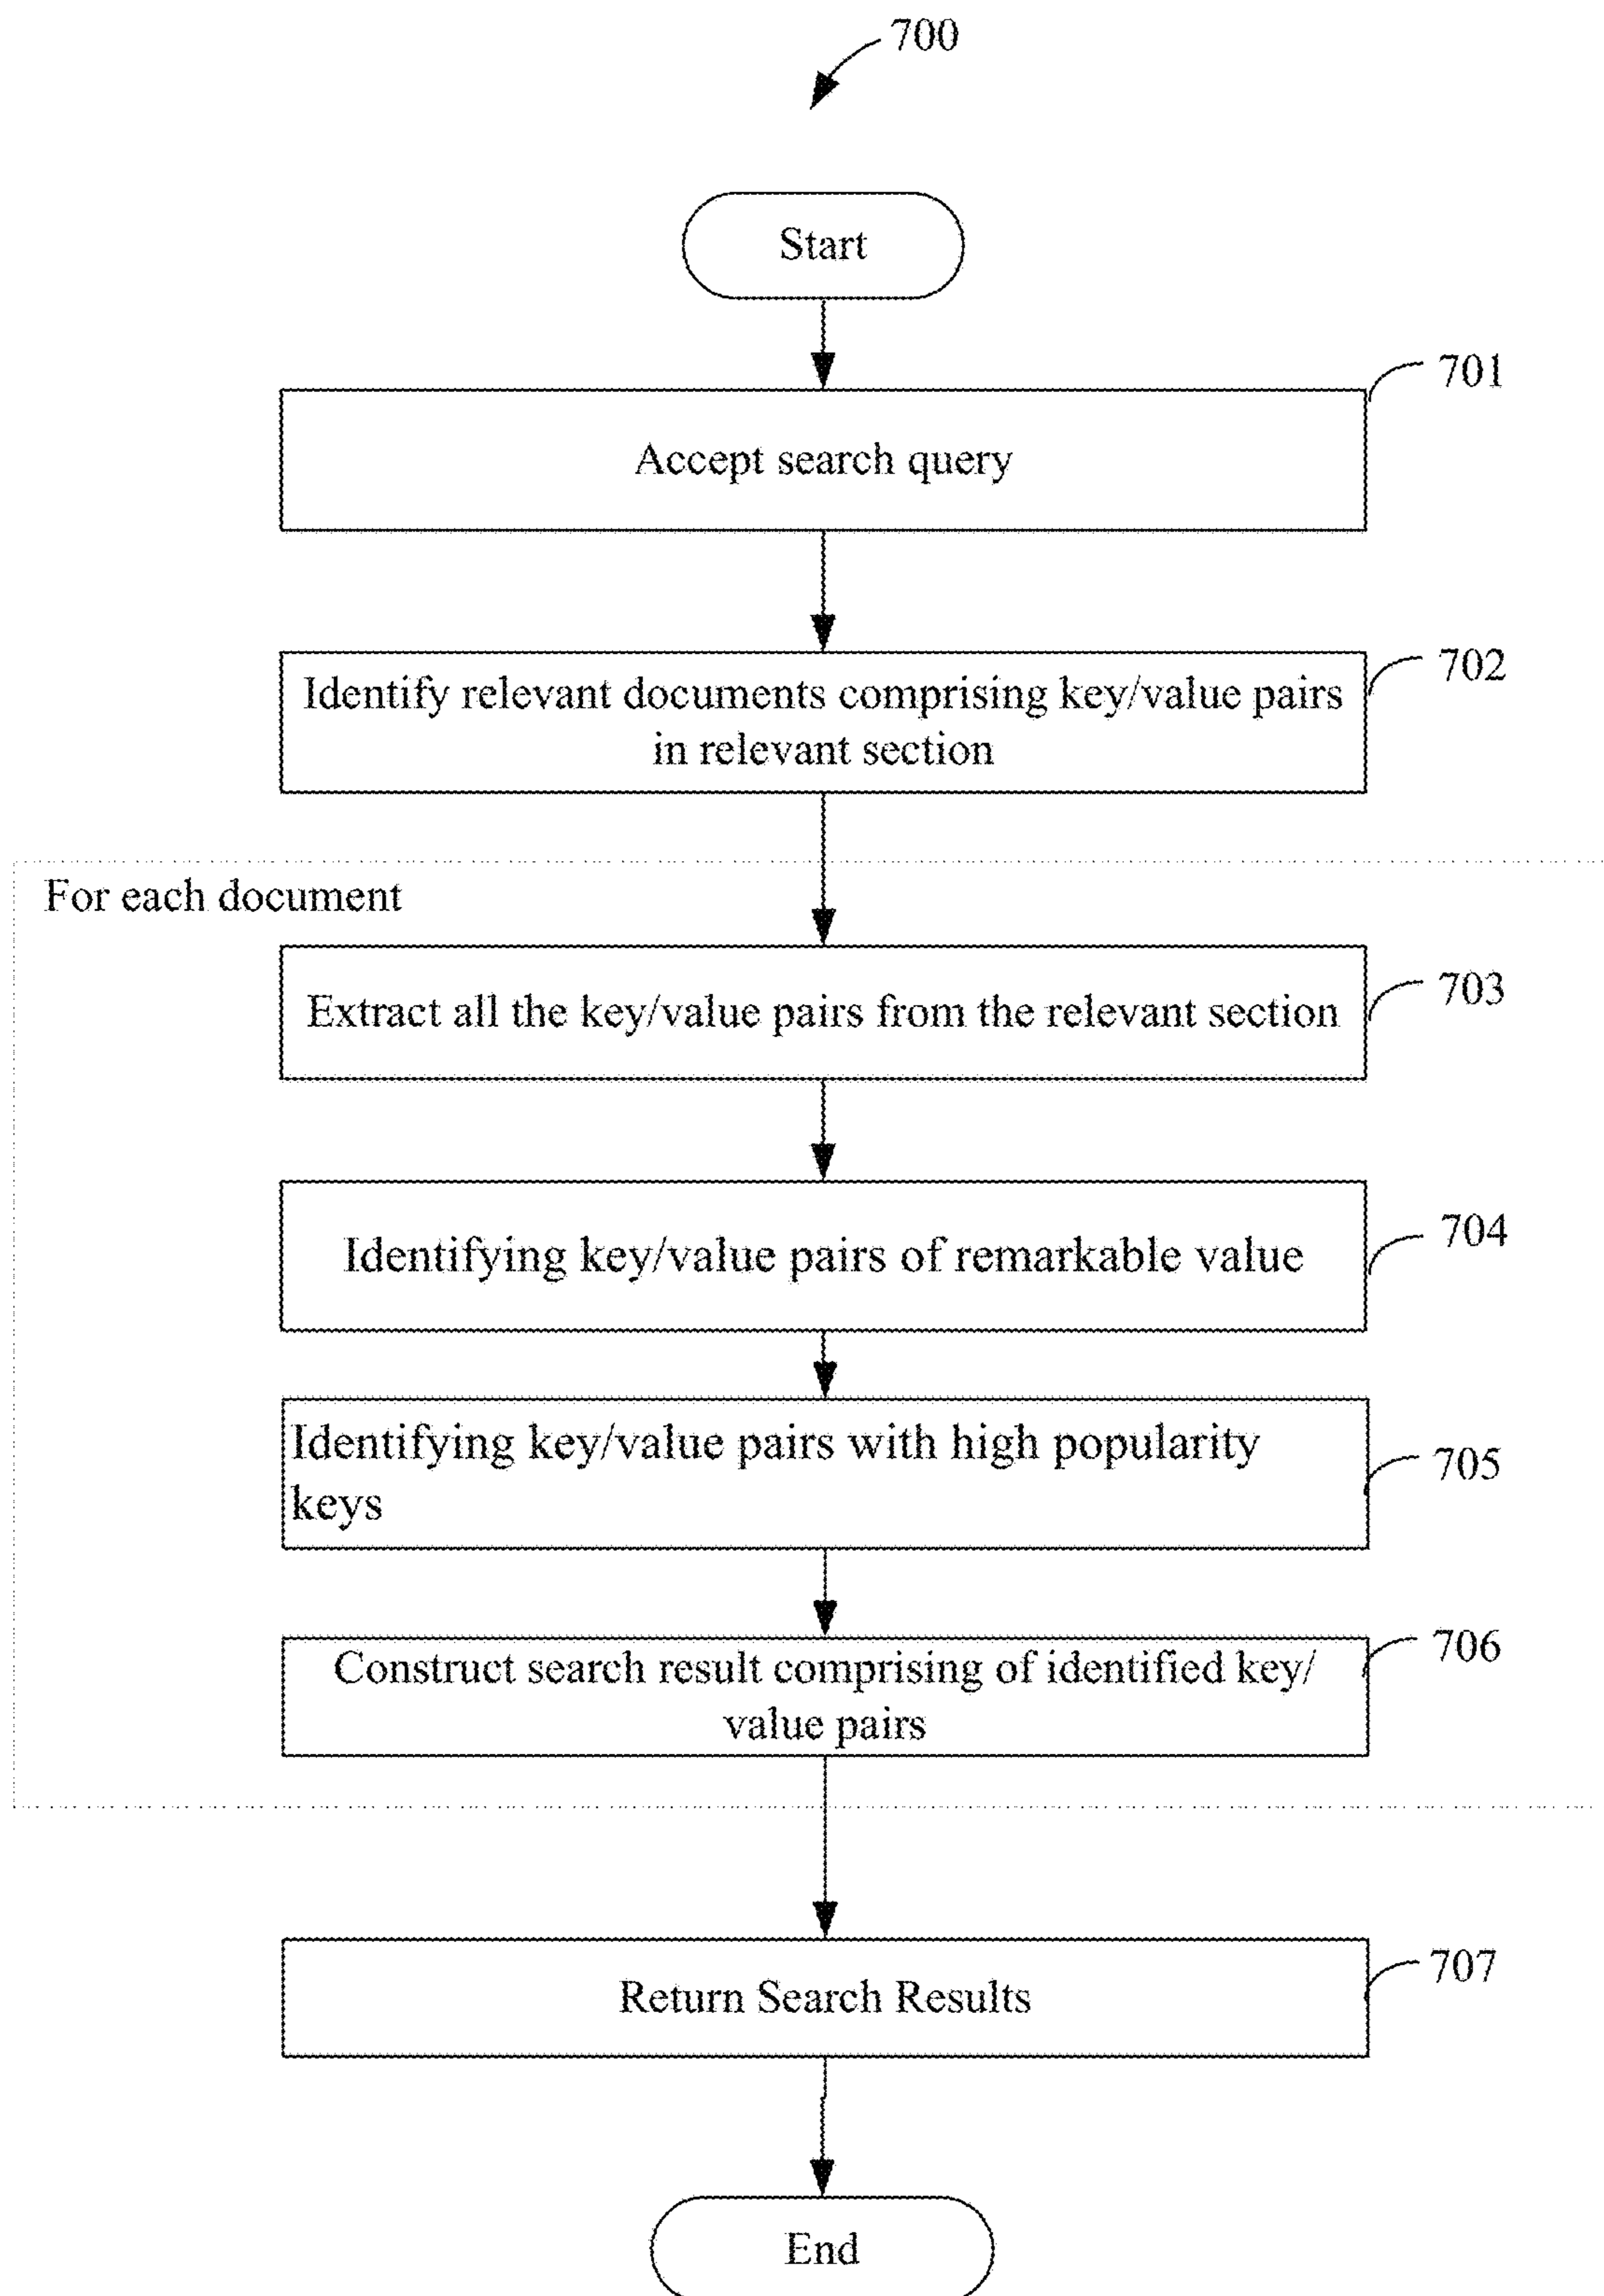 700
Start
701
Accept search query
702
Identify relevant documents comprising key/value pairs
in relevant section
For each document
703
Extract all the key/value pairs from the relevant section
704
Identifying key/value pairs of remarkable value
Identifying key/value pairs with high popularity
705
keys
706
Construct search result comprising of identified key/
value pairs
707
Return Search Results
End